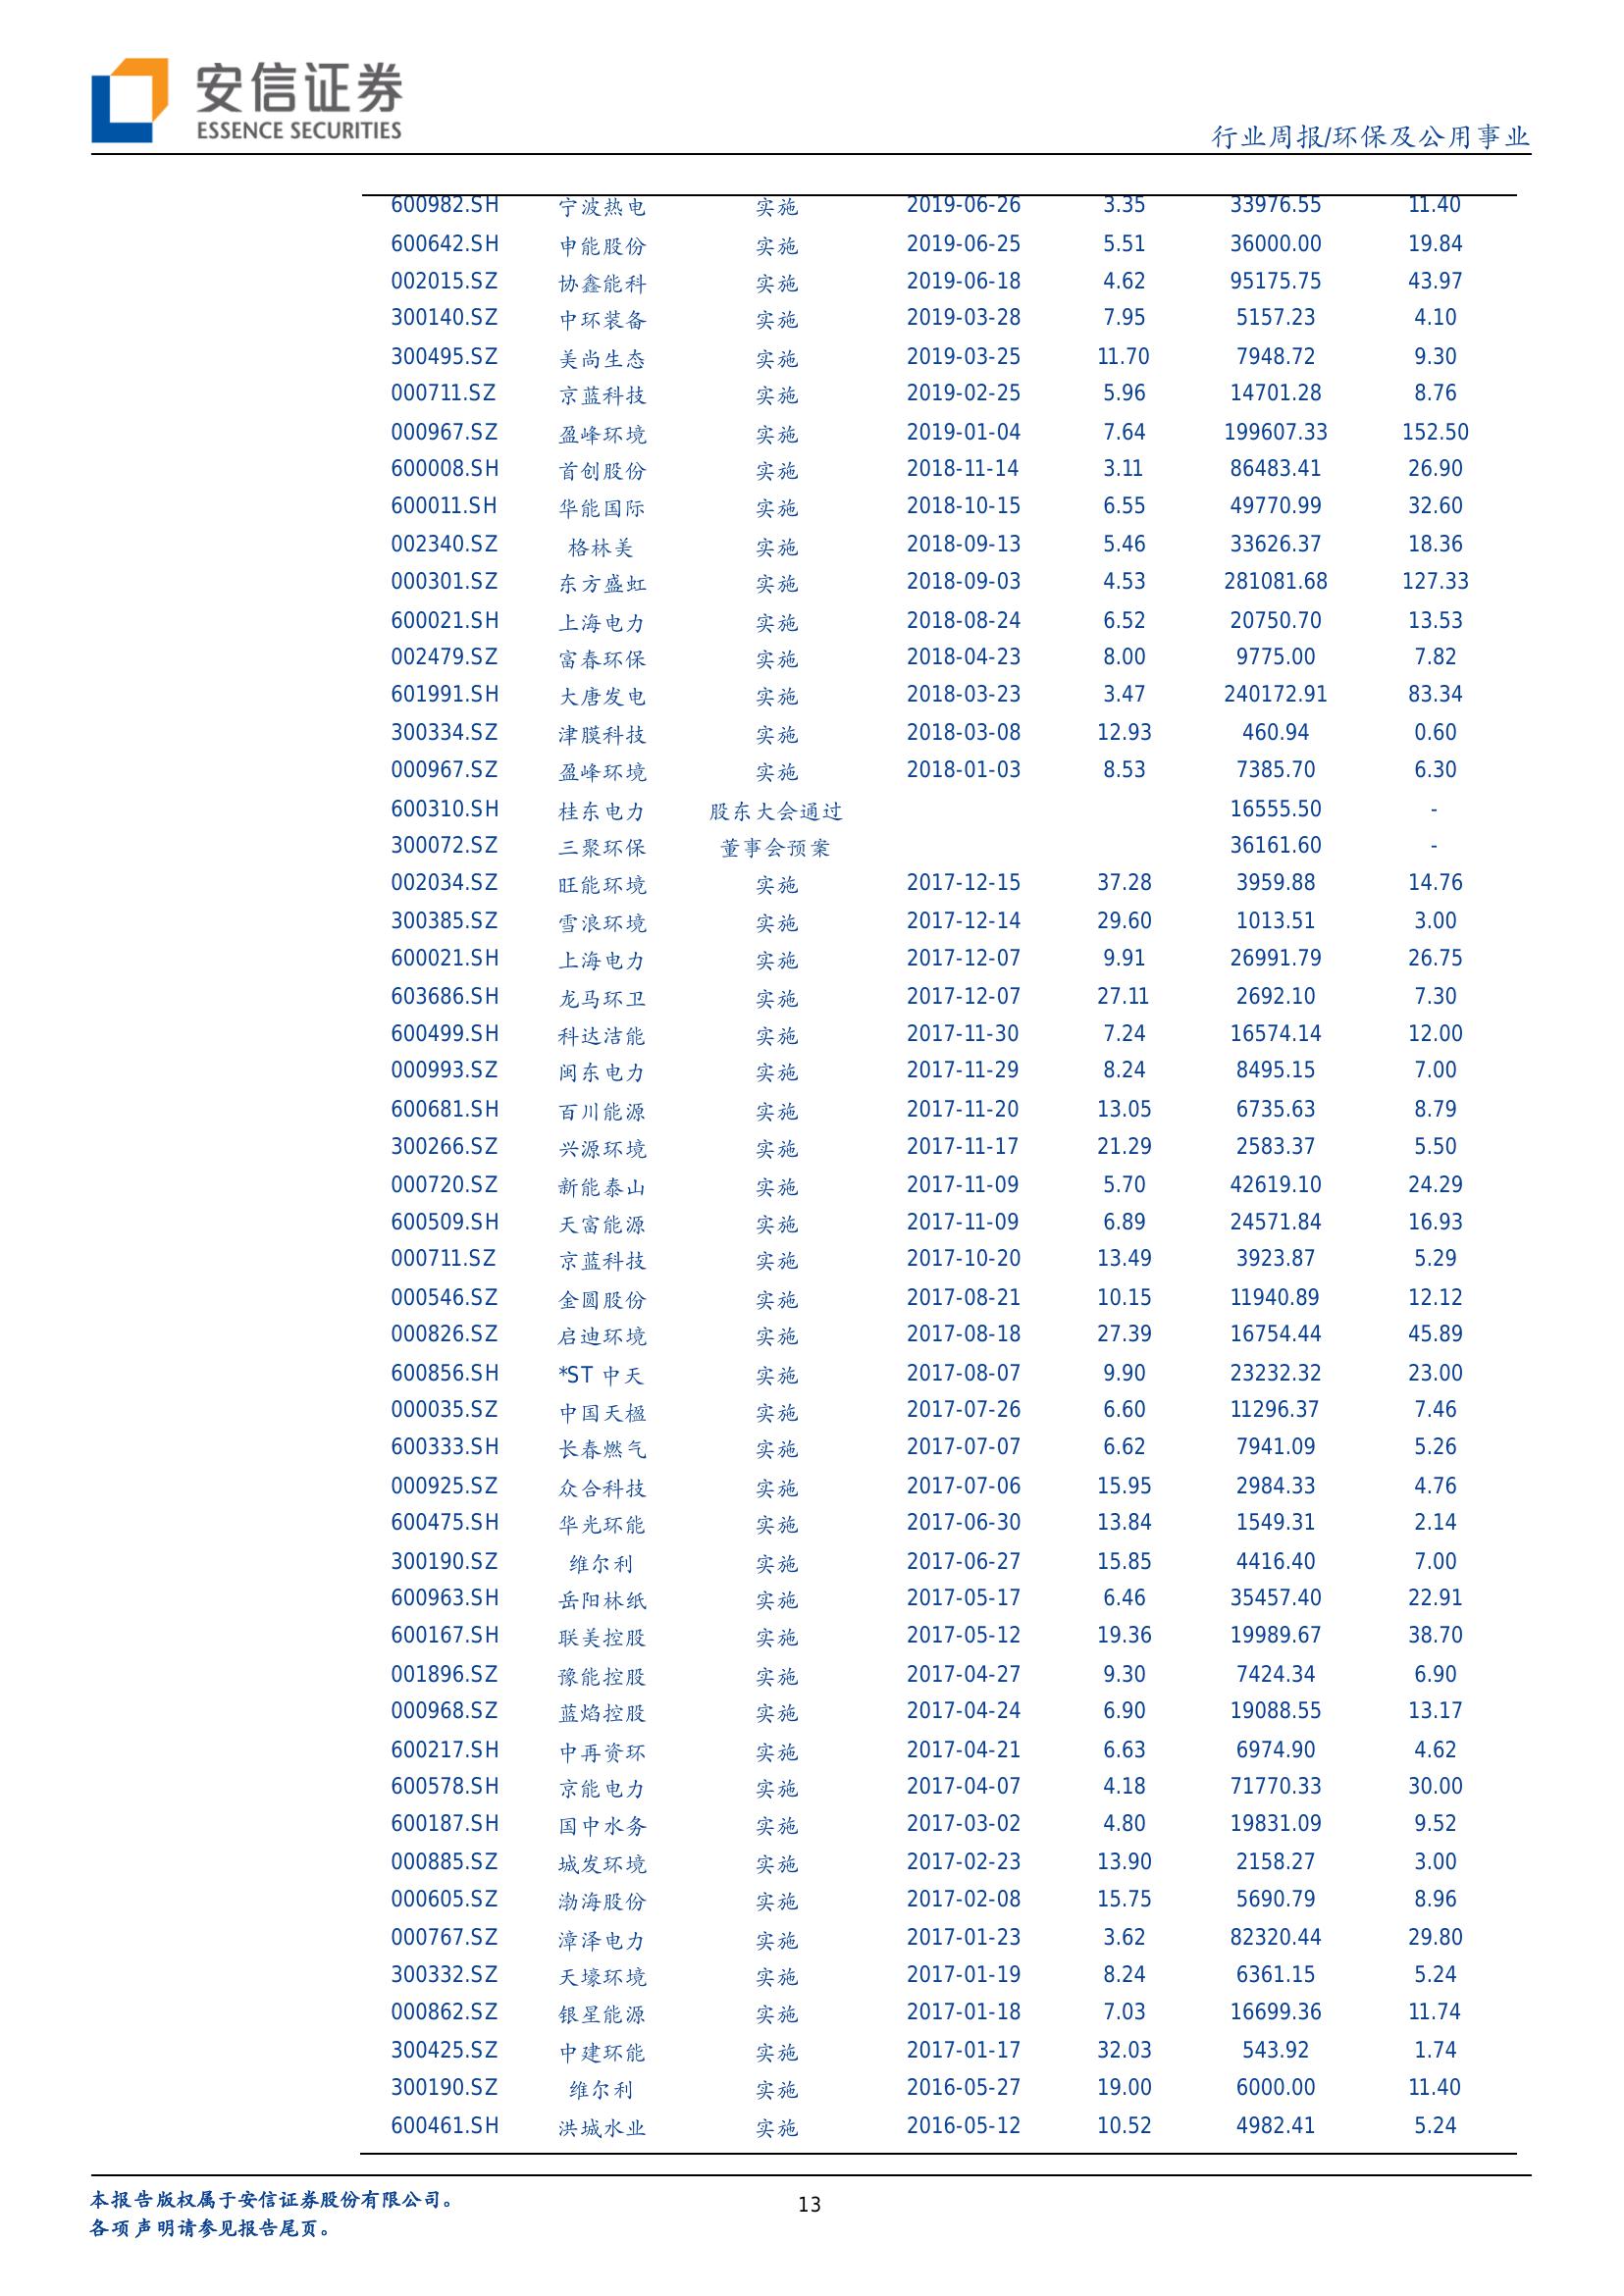 安信证券
ESSENCE SECURITIES
行业周报/环保及公用事业
600982.SH 宁波热电 实施 2019-06-26 3.35 33976.55 11.40
600642.SH 申能股份 实施 2019-06-25 5.51 36000.00 19.84
002015.SZ 协鑫能科 实施 2019-06-18 4.62 95175.75 43.97
300140.SZ 中环装备 实施 2019-03-28 7.95 5157.23 4.10
300495.SZ 美尚生态 实施 2019-03-25 11.70 7948.72 9.30
000711.SZ 京蓝科技 实施 2019-02-25 5.96 14701.28 8.76
000967.SZ 盈峰环境 实施 2019-01-04 7.64 199607.33 152.50
600008.SH 首创股份 实施 2018-11-14 3.11 86483.41 26.90
600011.SH 华能国际 实施 2018-10-15 6.55 49770.99 32.60
002340.SZ 格林美 实施 2018-09-13 5.46 33626.37 18.36
000301.SZ 东方盛虹 实施 2018-09-03 4.53 281081.68 127.33
600021.SH 上海电力 实施 2018-08-24 6.52 20750.70 13.53
002479.SZ 富春环保 实施 2018-04-23 8.00 9775.00 7.82
601991.SH 大唐发电 实施 2018-03-23 3.47 240172.91 83.34
300334.SZ 津膜科技 实施 2018-03-08 12.93 460.94 0.60
000967.SZ 盈峰环境 实施 2018-01-03 8.53 7385.70 6.30
600310.SH 桂东电力 股东大会通过 16555.50 -
300072.SZ 三聚环保 董事会预案 36161.60 -
002034.SZ 旺能环境 实施 2017-12-15 37.28 3959.88 14.76
300385.SZ 雪浪环境 实施 2017-12-14 29.60 1013.51 3.00
600021.SH 上海电力 实施 2017-12-07 9.91 26991.79 26.75
603686.SH 龙马环卫 实施 2017-12-07 27.11 2692.10 7.30
600499.SH 科达洁能 实施 2017-11-30 7.24 16574.14 12.00
000993.SZ 闽东电力 实施 2017-11-29 8.24 8495.15 7.00
600681.SH 百川能源 实施 2017-11-20 13.05 6735.63 8.79
300266.SZ 兴源环境 实施 2017-11-17 21.29 2583.37 5.50
000720.SZ 新能泰山 实施 2017-11-09 5.70 42619.10 24.29
600509.SH 天富能源 实施 2017-11-09 6.89 24571.84 16.93
000711.SZ 京蓝科技 实施 2017-10-20 13.49 3923.87 5.29
000546.SZ 金圆股份 实施 2017-08-21 10.15 11940.89 12.12
000826.SZ 启迪环境 实施 2017-08-18 27.39 16754.44 45.89
600856.SH *ST 中天 实施 2017-08-07 9.90 23232.32 23.00
000035.SZ 中国天楹 实施 2017-07-26 6.60 11296.37 7.46
600333.SH 长春燃气 实施 2017-07-07 6.62 7941.09 5.26
000925.SZ 众合科技 实施 2017-07-06 15.95 2984.33 4.76
600475.SH 华光环能 实施 2017-06-30 13.84 1549.31 2.14
300190.SZ 维尔利 实施 2017-06-27 15.85 4416.40 7.00
600963.SH 岳阳林纸 实施 2017-05-17 6.46 35457.40 22.91
600167.SH 联美控股 实施 2017-05-12 19.36 19989.67 38.70
001896.SZ 豫能控股 实施 2017-04-27 9.30 7424.34 6.90
000968.SZ 蓝焰控股 实施 2017-04-24 6.90 19088.55 13.17
600217.SH 中再资环 实施 2017-04-21 6.63 6974.90 4.62
600578.SH 京能电力 实施 2017-04-07 4.18 71770.33 30.00
600187.SH 国中水务 实施 2017-03-02 4.80 19831.09 9.52
000885.SZ 城发环境 实施 2017-02-23 13.90 2158.27 3.00
000605.SZ 渤海股份 实施 2017-02-08 15.75 5690.79 8.96
000767.SZ 漳泽电力 实施 2017-01-23 3.62 82320.44 29.80
300332.SZ 天壕环境 实施 2017-01-19 8.24 6361.15 5.24
000862.SZ 银星能源 实施 2017-01-18 7.03 16699.36 11.74
300425.SZ 中建环能 实施 2017-01-17 32.03 543.92 1.74
300190.SZ 维尔利 实施 2016-05-27 19.00 6000.00 11.40
600461.SH 洪城水业 实施 2016-05-12 10.52 4982.41 5.24
本报告版权属于安信证券股份有限公司。
各项声明请参见报告尾页。
13